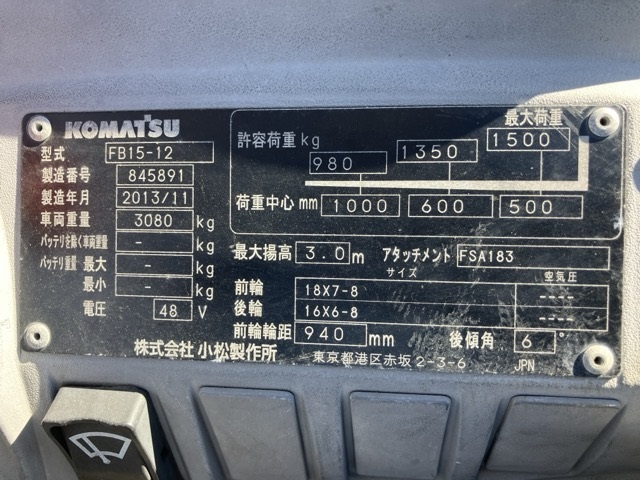 KOMATSU
型式 FB15-12
製造番号 845891
製造年月 2013/11
車両重量 3080 kg
バッテリを除く車両重量 - kg
バッテリ重量 最大 - kg
最小 - kg
電圧 48 V
株式会社 小松製作所
許容荷重 kg 980 1350 最大荷重 1500
荷重中心 mm 1000 600 500
最大揚高 3.0 m アタッチメント FSA183
サイズ 空気圧
前輪 18X7-8 ----
後輪 16X6-8 ----
前輪輪距 940 mm 後傾角 6 °
東京都港区赤坂2-3-6 JPN